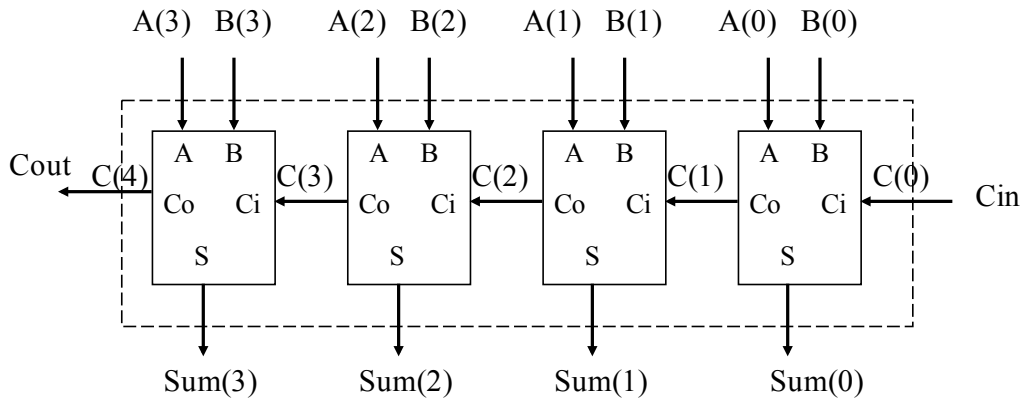 A(3) B(3) A(2) B(2) A(1) B(1) A(0) B(0)
A B A B A B A B
Cout C(4) C(3) C(2) C(1) C(0) Cin
Co Ci Co Ci Co Ci Co Ci
S S S S
Sum(3) Sum(2) Sum(1) Sum(0)